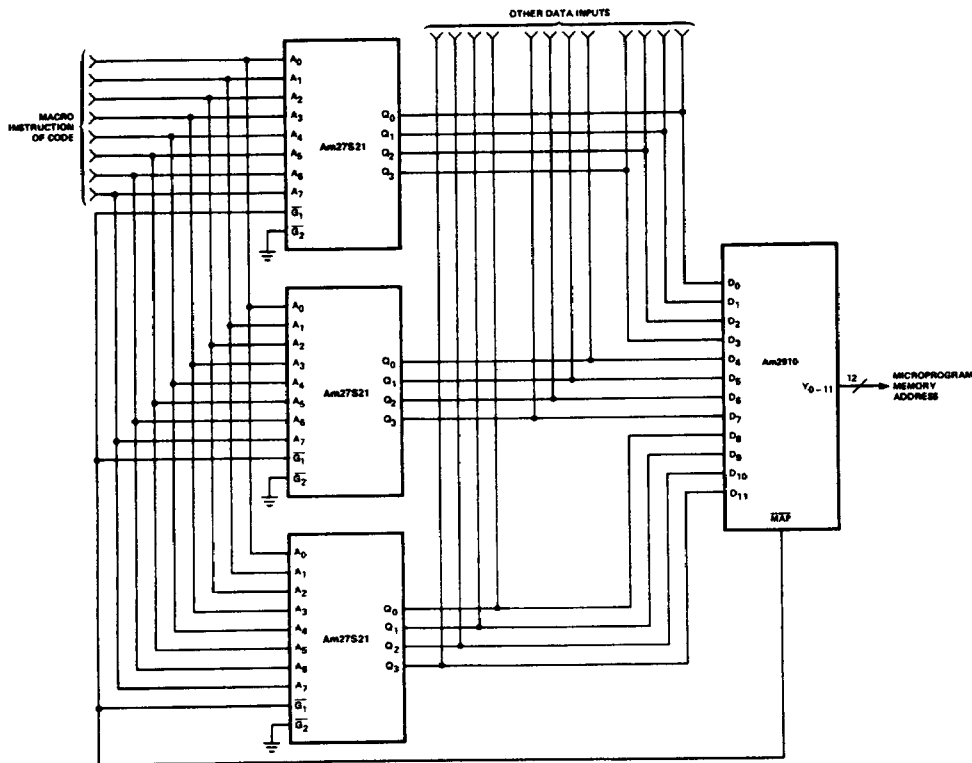 OTHER DATA INPUTS
MACRO
INSTRUCTION
OF CODE
A0
A1
A2
A3
A4
A5
A6
A7
G1
G2
Am27S21
Q0
Q1
Q2
Q3
A0
A1
A2
A3
A4
A5
A6
A7
G1
G2
Am27S21
Q0
Q1
Q2
Q3
A0
A1
A2
A3
A4
A5
A6
A7
G1
G2
Am27S21
Q0
Q1
Q2
Q3
D0
D1
D2
D3
D4
D5
D6
D7
D8
D9
D10
D11
Am2910
Y0-11
MAP
12
MICROPROGRAM
MEMORY
ADDRESS